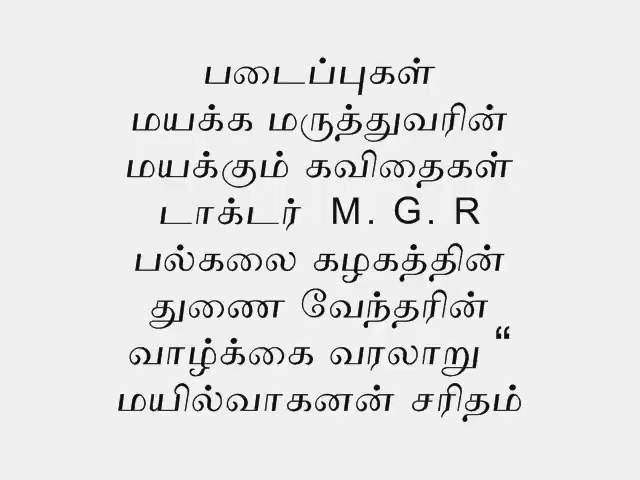 படைப்புகள்
மயக்க மருத்துவரின்
மயக்கும் கவிதைகள்
டாக்டர் M. G. R
பல்கலை கழகத்தின்
துணை வேந்தரின்
வாழ்க்கை வரலாறு “
மயில்வாகனன் சரிதம்